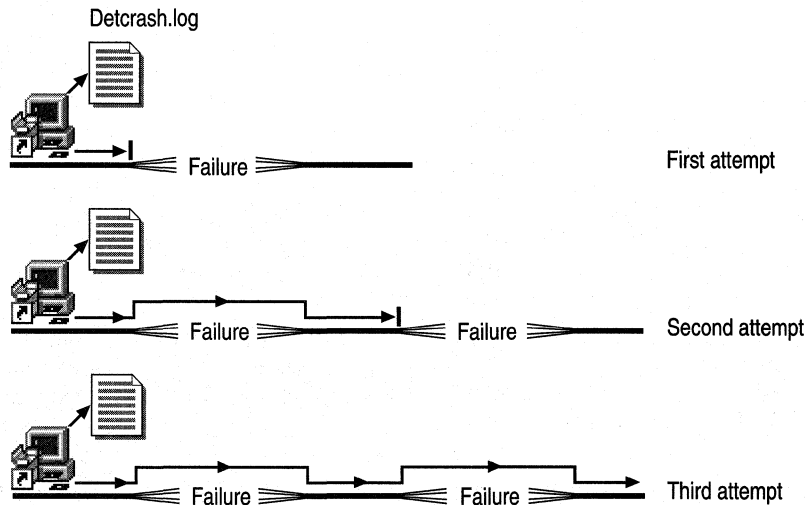 Detcrash.log
Failure
First attempt
Failure
Failure
Second attempt
Failure
Failure
Third attempt